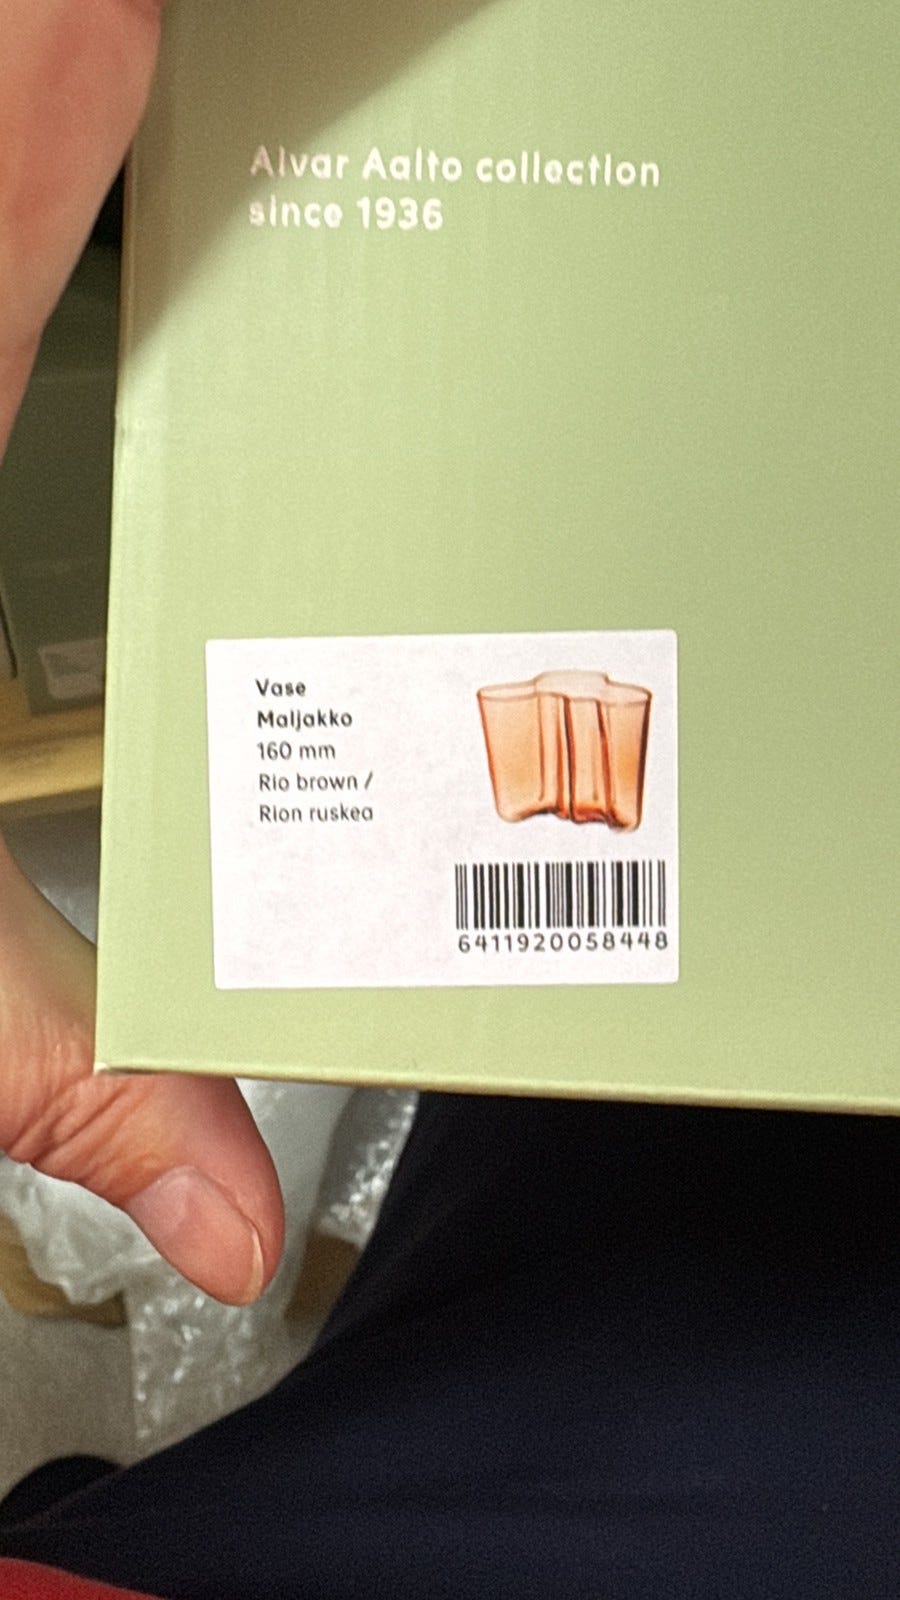 Alvar Aalto collection
since 1936
Vase
Maljakko
160 mm
Rio brown /
Rion ruskea
6411920058448